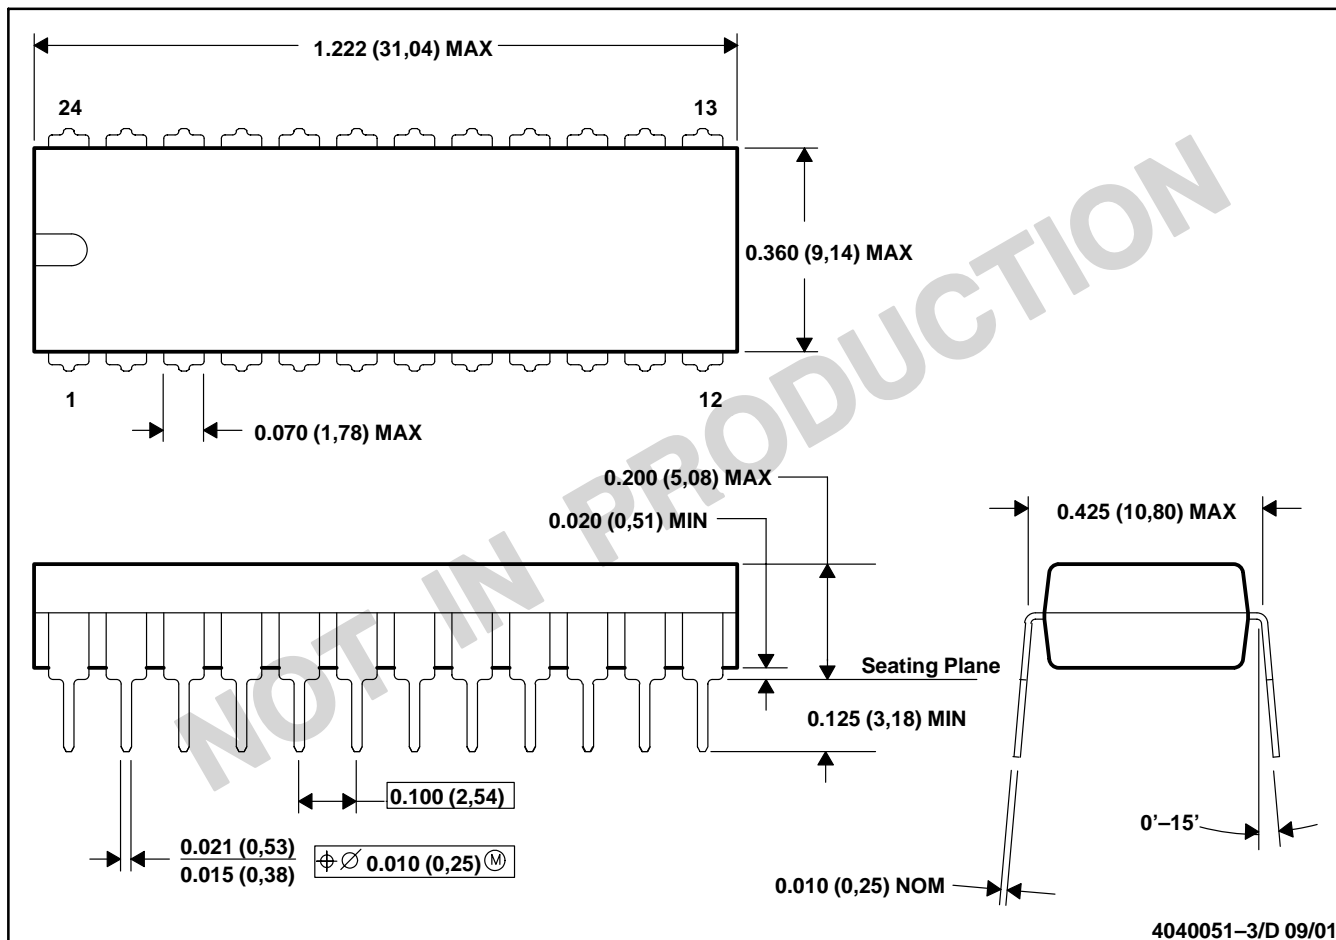 1.222 (31,04) MAX
24
13
0.360 (9,14) MAX
1
12
0.070 (1,78) MAX
0.200 (5,08) MAX
0.020 (0,51) MIN
0.425 (10,80) MAX
Seating Plane
0.125 (3,18) MIN
0.100 (2,54)
0'–15'
0.021 (0,53)
0.015 (0,38)
⌖ ∅ 0.010 (0,25) Ⓜ
0.010 (0,25) NOM
4040051–3/D 09/01
NOT IN PRODUCTION